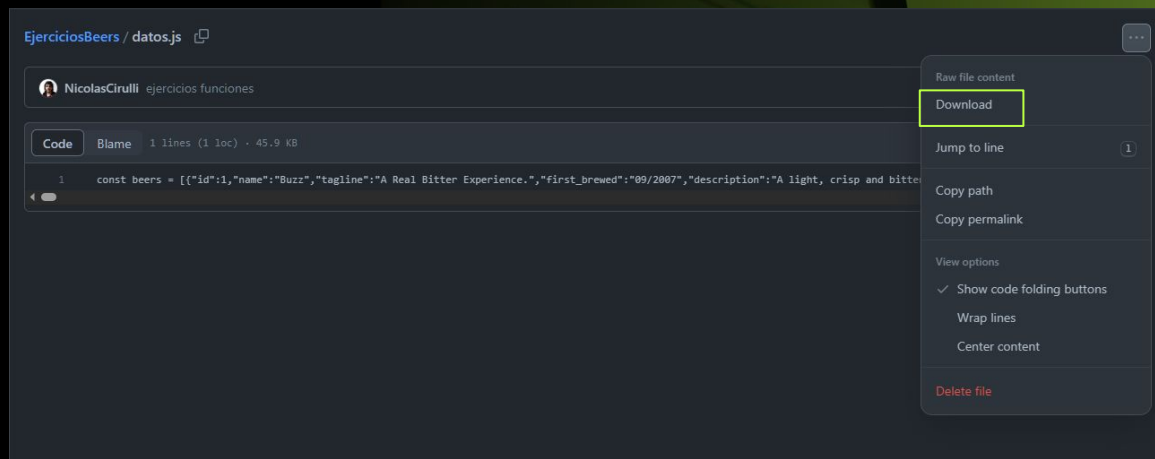 EjerciciosBeers / datos.js
NicolasCirulli ejercicios funciones
Code Blame 1 lines (1 loc) · 45.9 KB
1 const beers = [{"id":1,"name":"Buzz","tagline":"A Real Bitter Experience.","first_brewed":"09/2007","description":"A light, crisp and bitte
Raw file content
Download
Jump to line 1
Copy path
Copy permalink
View options
✓ Show code folding buttons
Wrap lines
Center content
Delete file